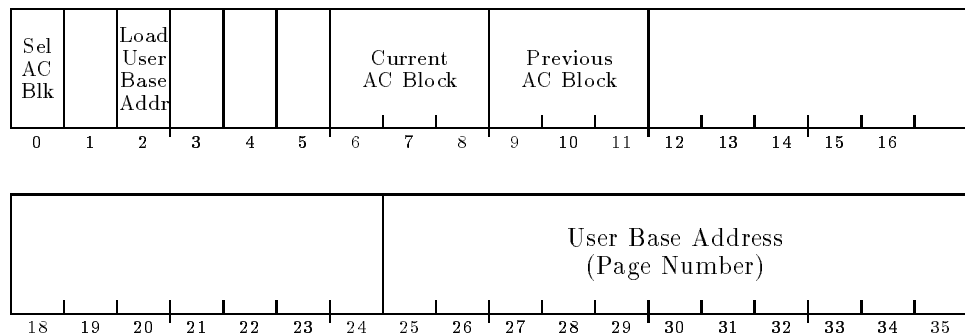 Sel
AC
Blk
Load
User
Base
Addr
Current
AC Block
Previous
AC Block
0 1 2 3 4 5 6 7 8 9 10 11 12 13 14 15 16
User Base Address
(Page Number)
18 19 20 21 22 23 24 25 26 27 28 29 30 31 32 33 34 35